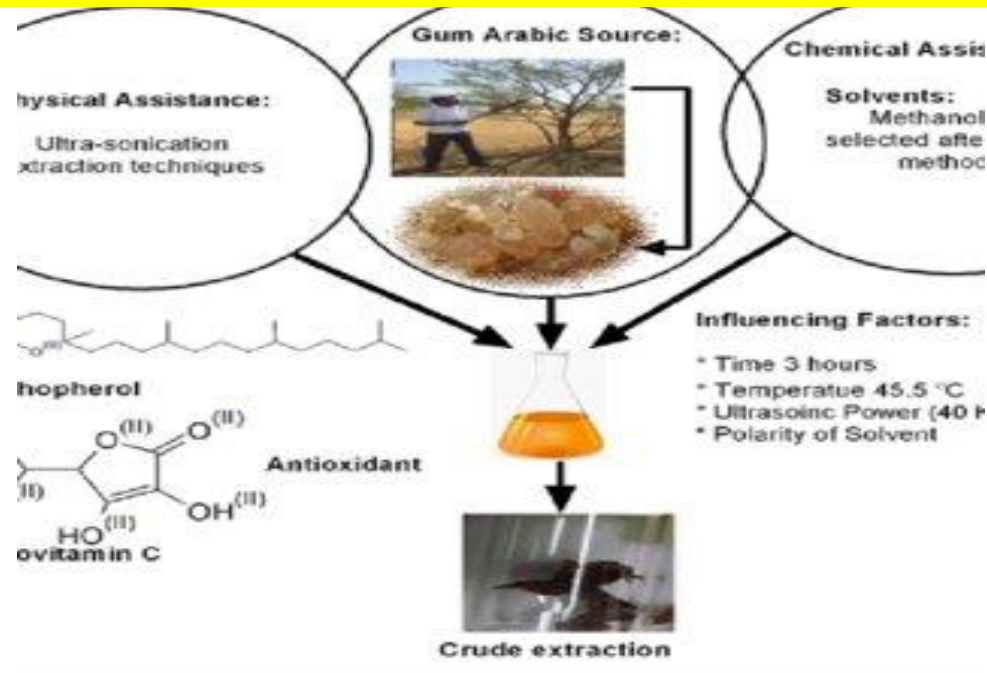 Gum Arabic Source:
hysical Assistance:
Ultra-sonication
xtraction techniques
Chemical Assis
Solvents:
Methanol
selected afte
method
Influencing Factors:
* Time 3 hours
* Temperatue 45.5 °C
* Ultrasoinc Power (40 K
* Polarity of Solvent
O(II)
hopherol
O(II)
O(II)
(II)
Antioxidant
OH(II)
HO(II)
ovitamin C
Crude extraction